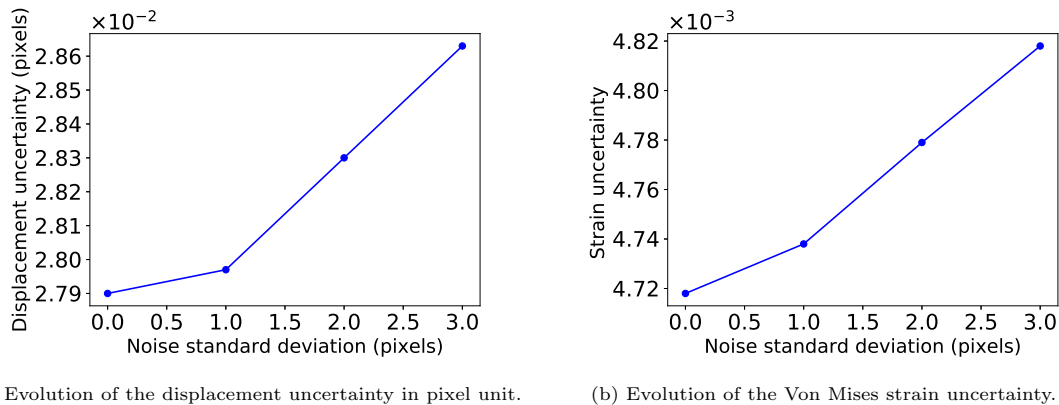 ×10−2
Displacement uncertainty (pixels)
2.86
2.85
2.84
2.83
2.82
2.81
2.80
2.79
0.0 0.5 1.0 1.5 2.0 2.5 3.0
Noise standard deviation (pixels)
Evolution of the displacement uncertainty in pixel unit.
×10−3
Strain uncertainty
4.82
4.80
4.78
4.76
4.74
4.72
0.0 0.5 1.0 1.5 2.0 2.5 3.0
Noise standard deviation (pixels)
(b) Evolution of the Von Mises strain uncertainty.